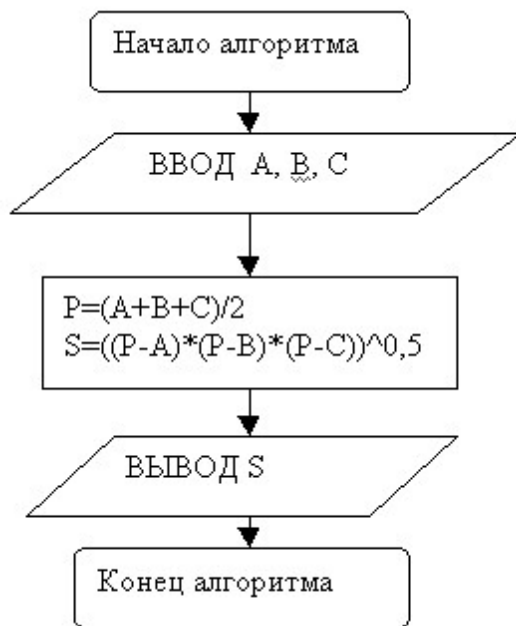 Начало алгоритма
ВВОД А, В, С
P=(A+B+C)/2
S=((P-A)*(P-B)*(P-C))^0,5
ВЫВОД S
Конец алгоритма